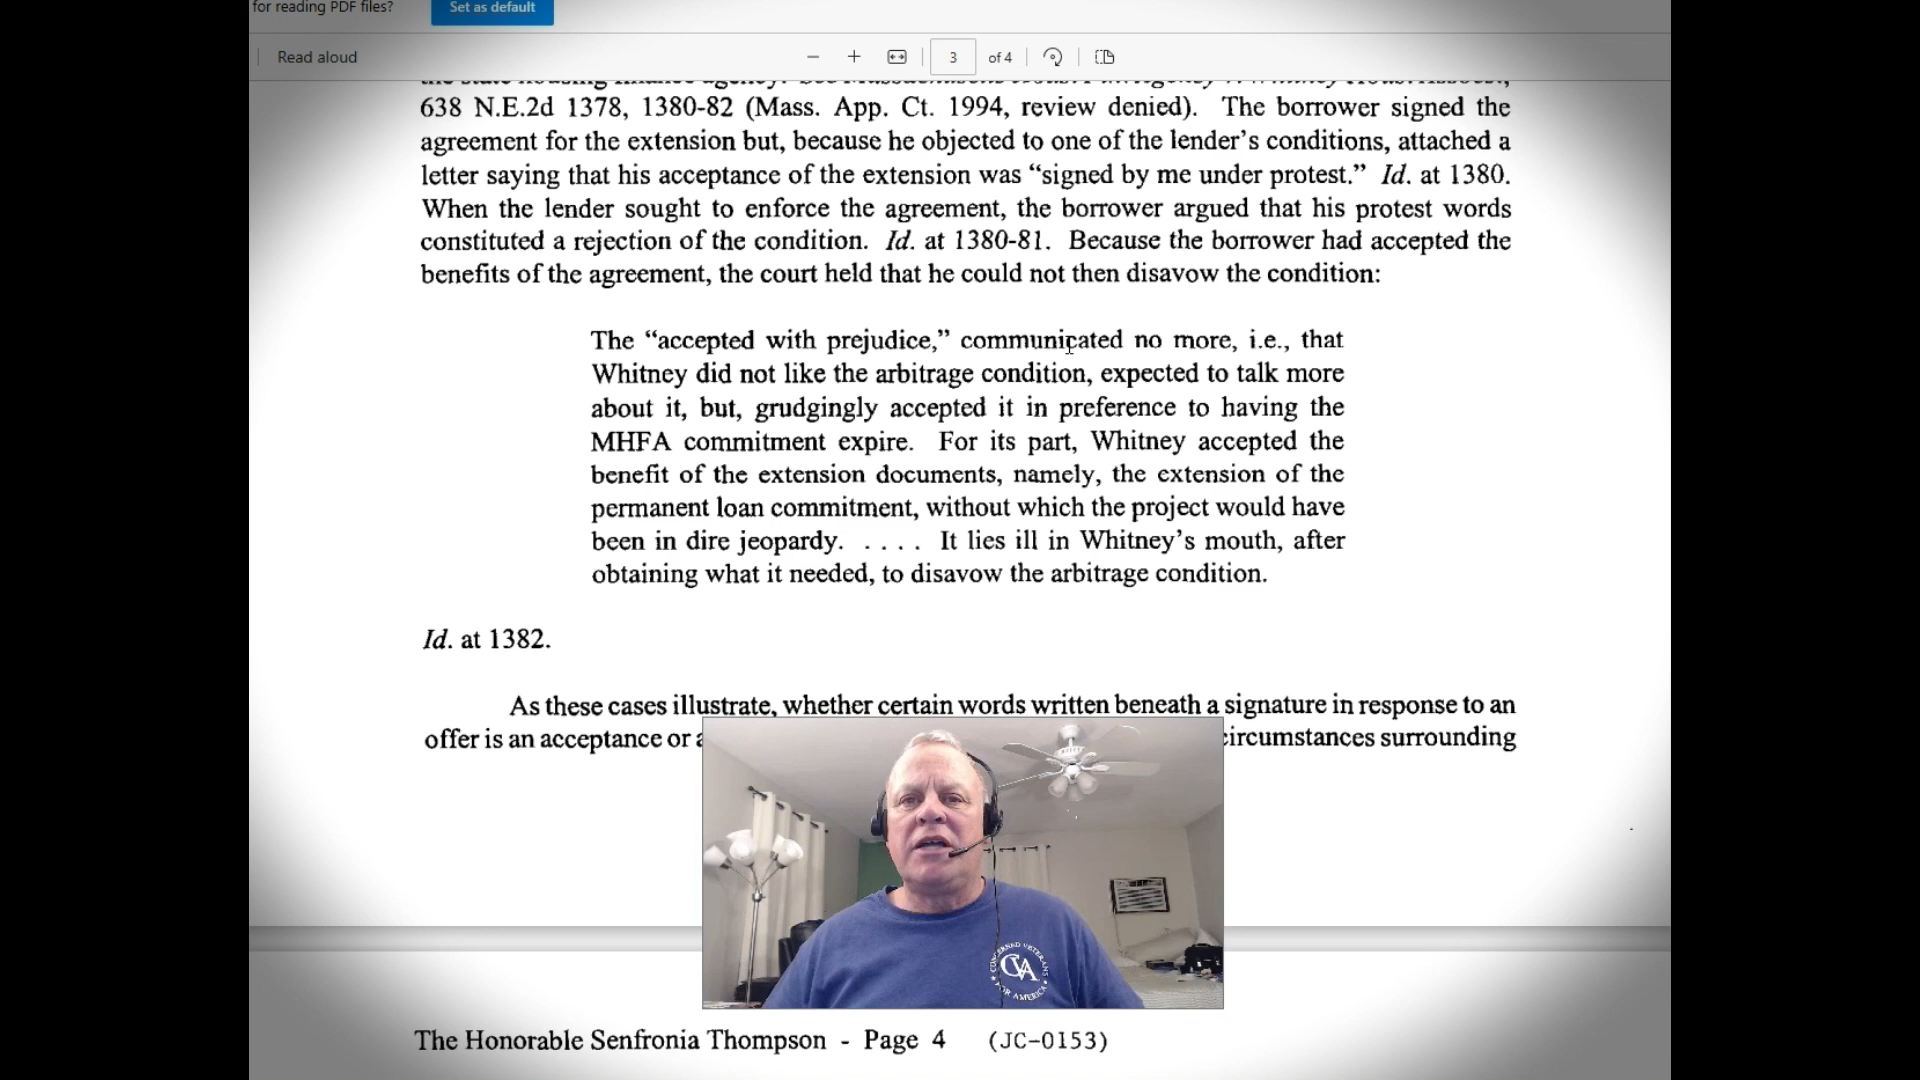 for reading PDF files?
Set as default
Read aloud
3
of 4
638 N.E.2d 1378, 1380-82 (Mass. App. Ct. 1994, review denied). The borrower signed the
agreement for the extension but, because he objected to one of the lender's conditions, attached a
letter saying that his acceptance of the extension was “signed by me under protest.” Id. at 1380.
When the lender sought to enforce the agreement, the borrower argued that his protest words
constituted a rejection of the condition. Id. at 1380-81. Because the borrower had accepted the
benefits of the agreement, the court held that he could not then disavow the condition:
The “accepted with prejudice,” communicated no more, i.e., that
Whitney did not like the arbitrage condition, expected to talk more
about it, but, grudgingly accepted it in preference to having the
MHFA commitment expire. For its part, Whitney accepted the
benefit of the extension documents, namely, the extension of the
permanent loan commitment, without which the project would have
been in dire jeopardy. . . . . It lies ill in Whitney's mouth, after
obtaining what it needed, to disavow the arbitrage condition.
Id. at 1382.
As these cases illustrate, whether certain words written beneath a signature in response to an
offer is an acceptance or
circumstances surrounding
CONCERNED VETERANS
CVA
FOR AMERICA
The Honorable Senfronia Thompson - Page 4 (JC-0153)